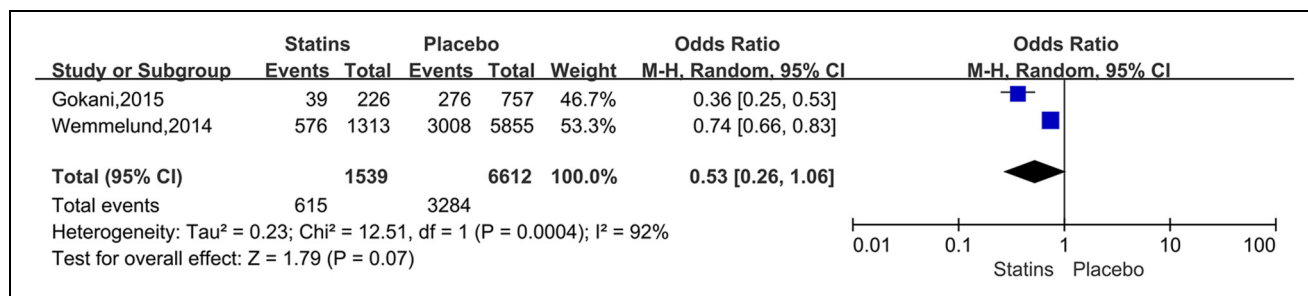 Statins Placebo Odds Ratio Odds Ratio
Study or Subgroup Events Total Events Total Weight M-H, Random, 95% CI M-H, Random, 95% CI
Gokani,2015 39 226 276 757 46.7% 0.36 [0.25, 0.53]
Wemmelund,2014 576 1313 3008 5855 53.3% 0.74 [0.66, 0.83]
Total (95% CI) 1539 6612 100.0% 0.53 [0.26, 1.06]
Total events 615 3284
Heterogeneity: Tau² = 0.23; Chi² = 12.51, df = 1 (P = 0.0004); I² = 92%
Test for overall effect: Z = 1.79 (P = 0.07)
0.01 0.1 1 10 100
Statins Placebo